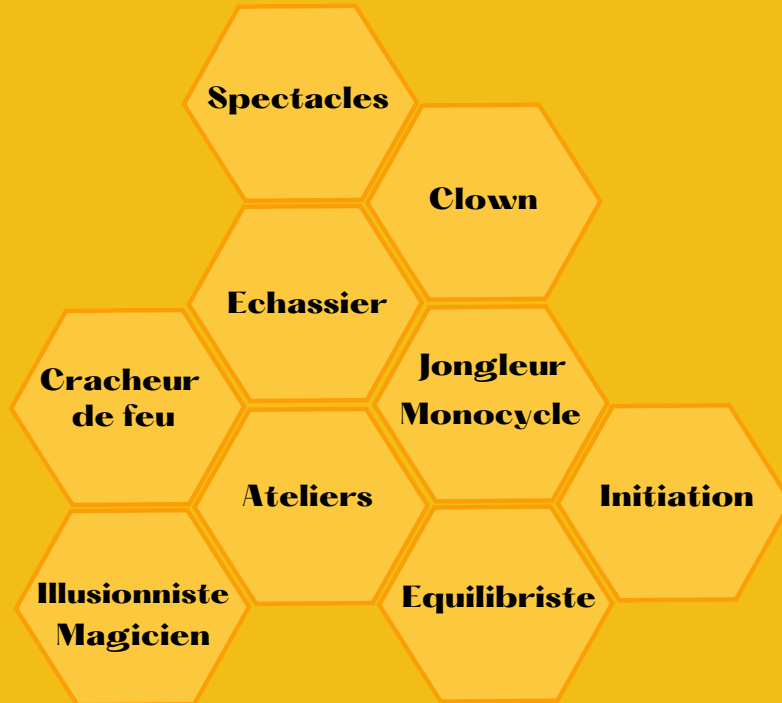 Spectacles
Clown
Echassier
Cracheur
de feu
Jongleur
Monocycle
Ateliers
Initiation
Illusionniste
Magicien
Equilibriste